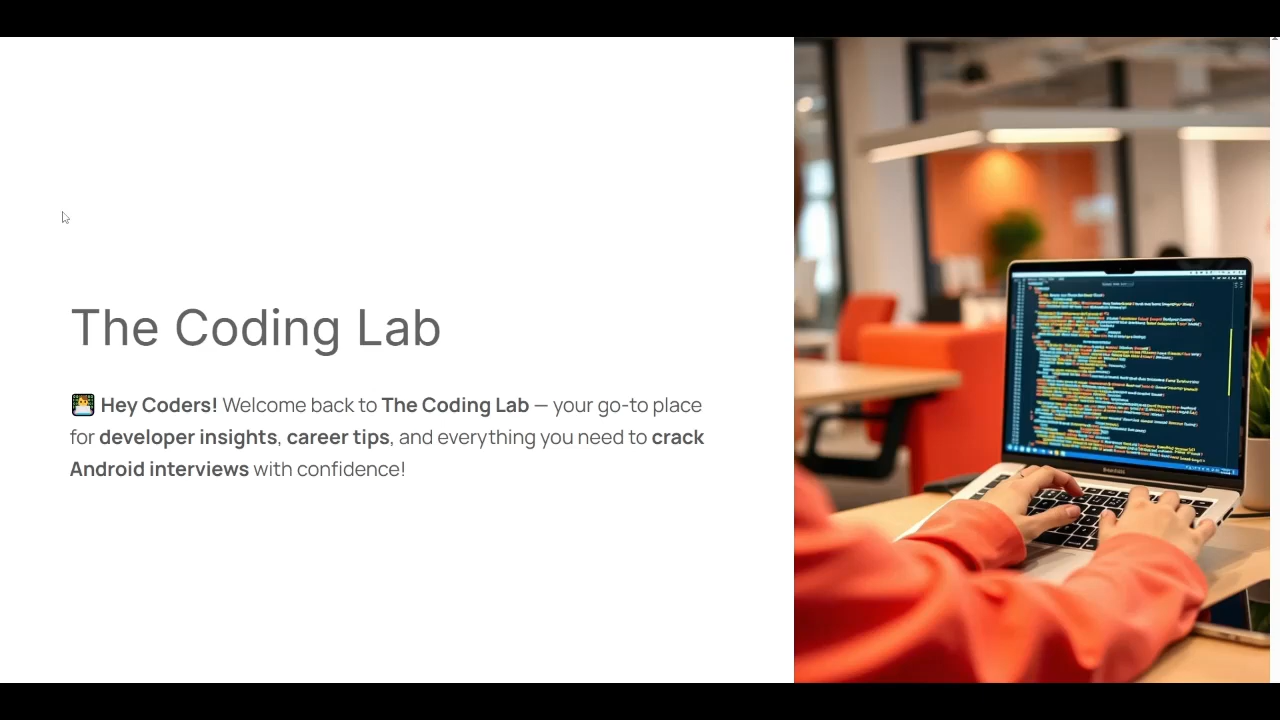 The Coding Lab
Hey Coders! Welcome back to The Coding Lab — your go-to place
for developer insights, career tips, and everything you need to crack
Android interviews with confidence!